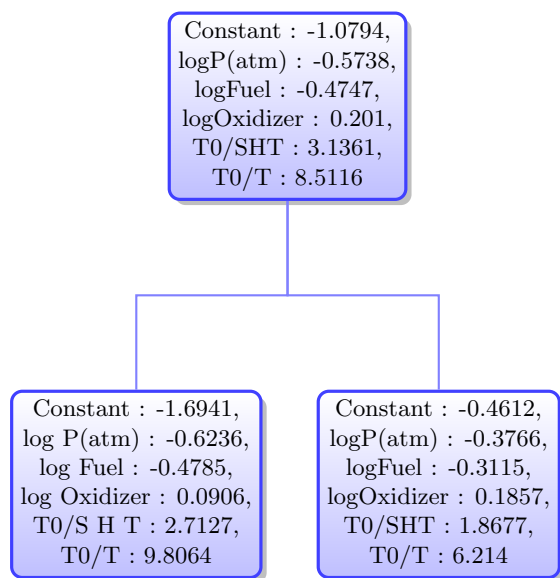 Constant : -1.0794,
logP(atm) : -0.5738,
logFuel : -0.4747,
logOxidizer : 0.201,
T0/SHT : 3.1361,
T0/T : 8.5116
Constant : -1.6941,
log P(atm) : -0.6236,
log Fuel : -0.4785,
log Oxidizer : 0.0906,
T0/S H T : 2.7127,
T0/T : 9.8064
Constant : -0.4612,
logP(atm) : -0.3766,
logFuel : -0.3115,
logOxidizer : 0.1857,
T0/SHT : 1.8677,
T0/T : 6.214